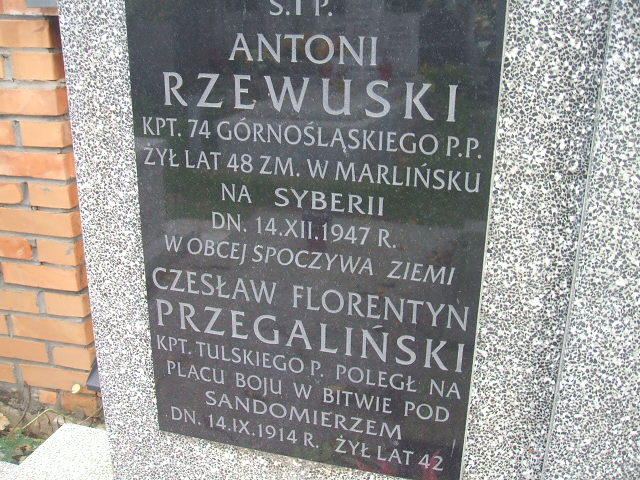 Ś.†P.
ANTONI
RZEWUSKI
KPT. 74 GÓRNOŚLĄSKIEGO P.P.
ŻYŁ LAT 48 ZM. W MARLIŃSKU
NA SYBERII
DN. 14.XII.1947 R.
W OBCEJ SPOCZYWA ZIEMI
CZESŁAW FLORENTYN
PRZEGALIŃSKI
KPT. TULSKIEGO P. POLEGŁ NA
PLACU BOJU W BITWIE POD
SANDOMIERZEM
DN. 14.IX.1914 R. ŻYŁ LAT 42